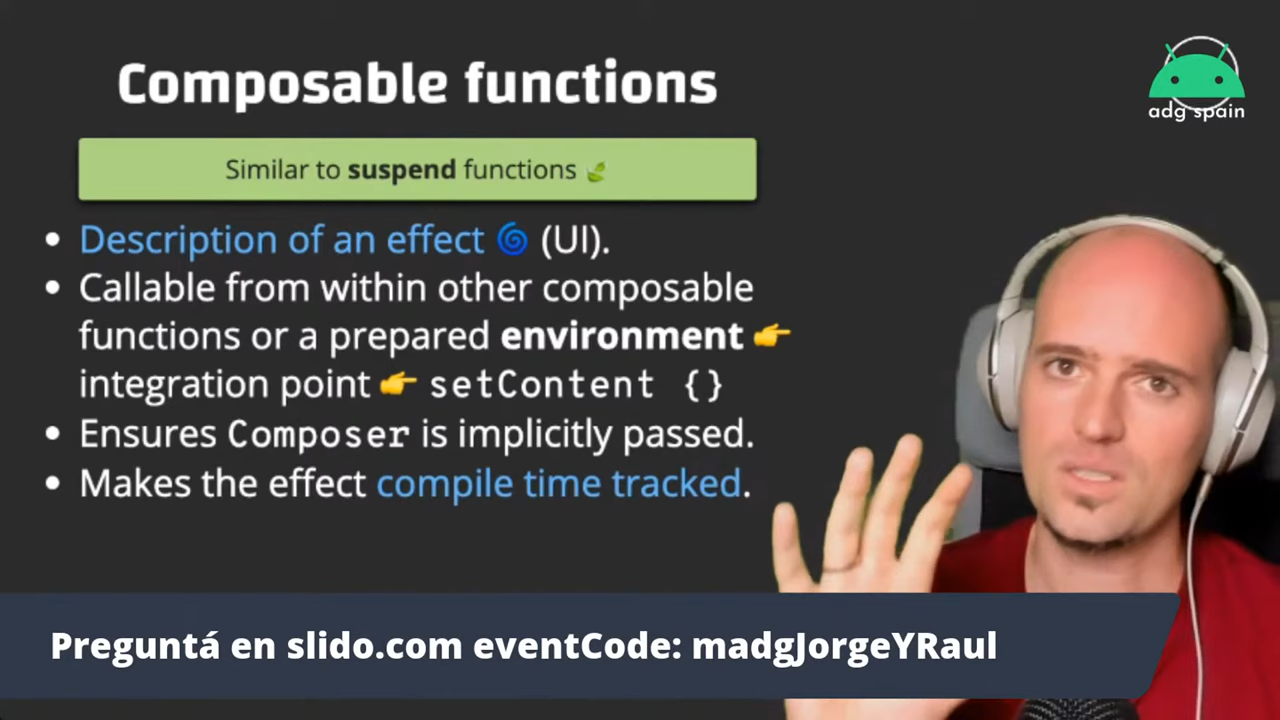 Composable functions
adg spain
Similar to suspend functions
Description of an effect (UI).
Callable from within other composable
functions or a prepared environment
integration point setContent {}
Ensures Composer is implicitly passed.
Makes the effect compile time tracked.
Preguntá en slido.com eventCode: madgJorgeYRaul